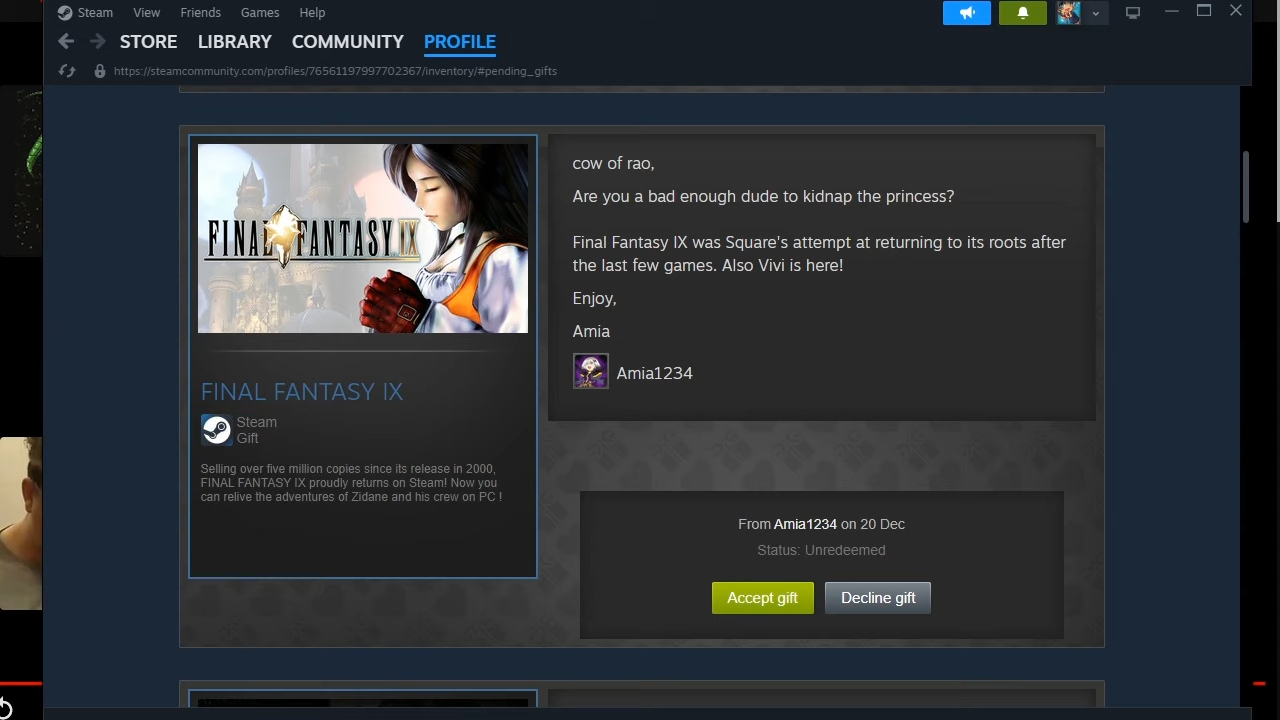 Steam View Friends Games Help
STORE LIBRARY COMMUNITY PROFILE
https://steamcommunity.com/profiles/76561197997702367/inventory/#pending_gifts
FINAL FANTASY IX
FINAL FANTASY IX
Steam
Gift
Selling over five million copies since its release in 2000,
FINAL FANTASY IX proudly returns on Steam! Now you
can relive the adventures of Zidane and his crew on PC !
cow of rao,
Are you a bad enough dude to kidnap the princess?
Final Fantasy IX was Square's attempt at returning to its roots after
the last few games. Also Vivi is here!
Enjoy,
Amia
Amia1234
From Amia1234 on 20 Dec
Status: Unredeemed
Accept gift Decline gift